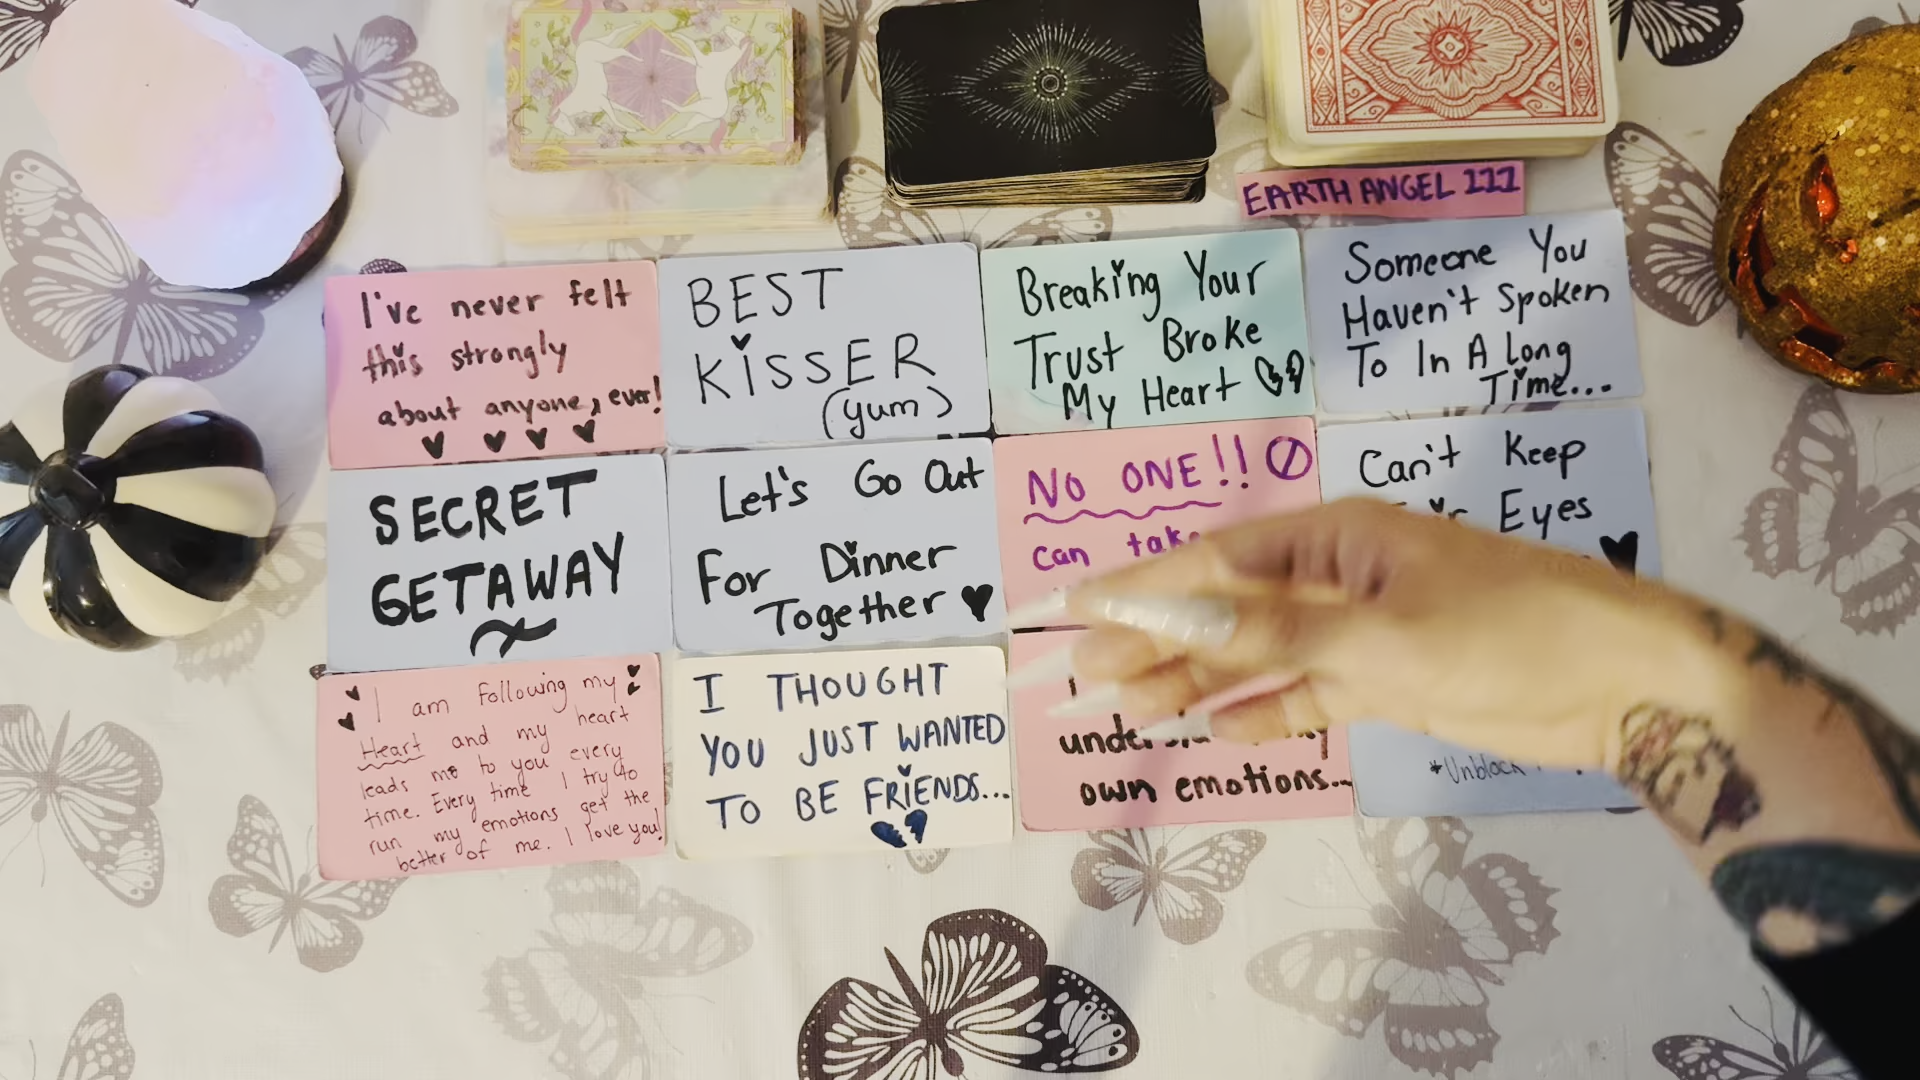 EARTH ANGEL 111
I've never felt
this strongly
about anyone, ever!
BEST
KISSER
(yum)
Breaking Your
Trust Broke
My Heart
Someone You
Haven't Spoken
To In A Long
Time...
SECRET
GETAWAY
Let's Go Out
For Dinner
Together
NO ONE!!
can
Can't Keep
Eyes
I am following my
Heart and my heart
leads me to you every
time. Every time I try to
run my emotions get the
better of me. I love you!
I THOUGHT
YOU JUST WANTED
TO BE FRIENDS...
own emotions...
*Unblock